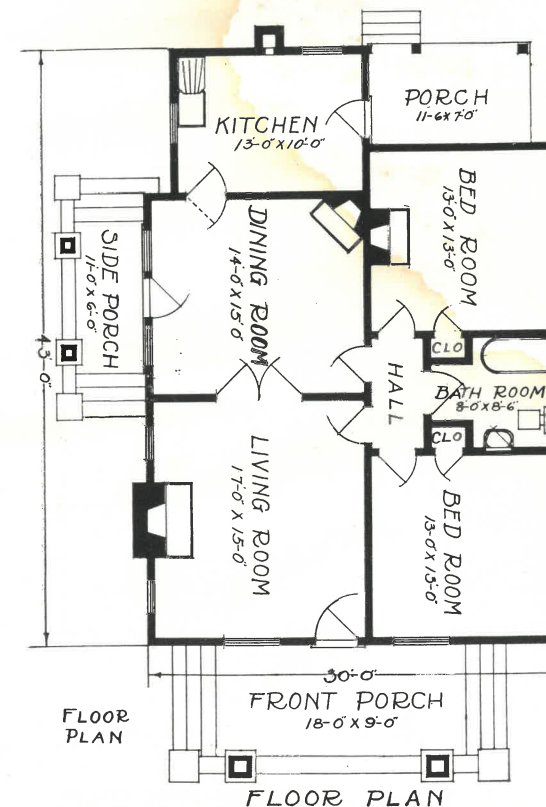 PORCH
11-6 X 7-0"
KITCHEN
13'-0" X 10'-0"
BED ROOM
13'-0" X 13'-0"
DINING ROOM
14'-0" X 15'-0"
SIDE PORCH
11'-0" X 6'-0"
43'-0"
CLO
HALL
BATH ROOM
8'-0" X 8'-6"
CLO
LIVING ROOM
17'-0" X 15'-0"
BED ROOM
13'-0" X 13'-0"
30'-0"
FRONT PORCH
18'-0" X 9'-0"
FLOOR
PLAN
FLOOR PLAN